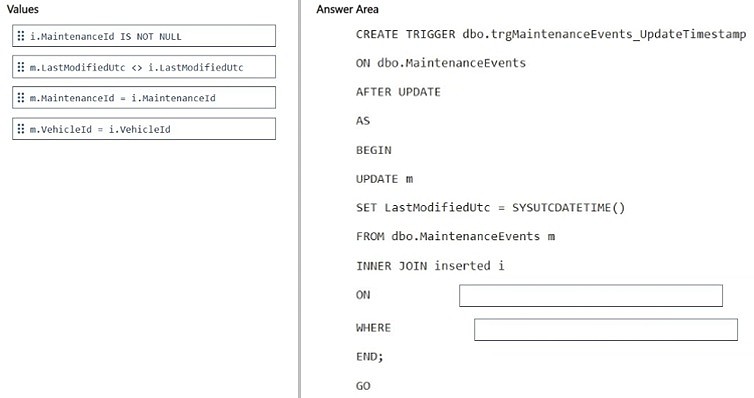 Values
i.MaintenanceId IS NOT NULL
m.LastModifiedUtc <> i.LastModifiedUtc
m.MaintenanceId = i.MaintenanceId
m.VehicleId = i.VehicleId
Answer Area
CREATE TRIGGER dbo.trgMaintenanceEvents_UpdateTimestamp
ON dbo.MaintenanceEvents
AFTER UPDATE
AS
BEGIN
UPDATE m
SET LastModifiedUtc = SYSUTCDATETIME()
FROM dbo.MaintenanceEvents m
INNER JOIN inserted i
ON
WHERE
END;
GO